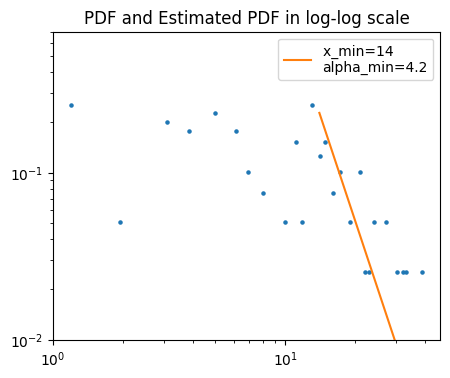 PDF and Estimated PDF in log-log scale
x_min=14
alpha_min=4.2
10⁻¹
10⁻²
10⁰
10¹